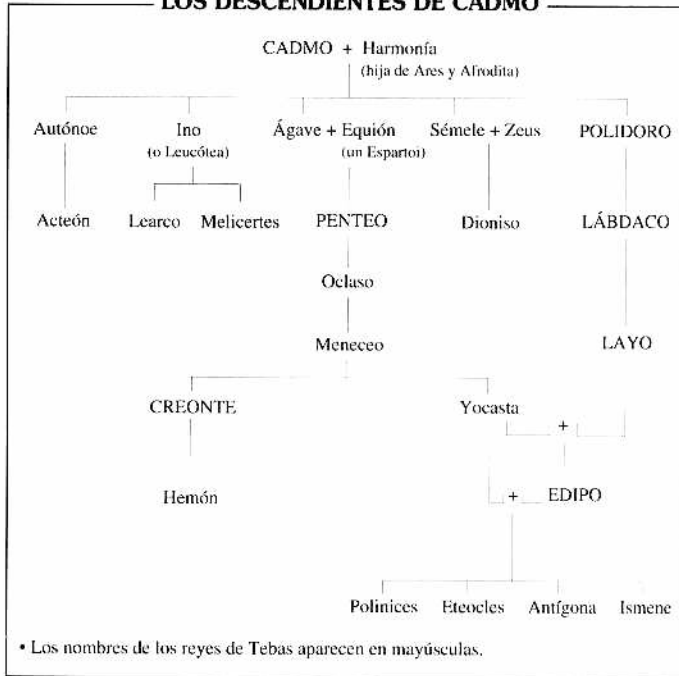 LOS DESCENDIENTES DE CADMO
CADMO + Harmonía
(hija de Ares y Afrodita)
Autónoe Ino Ágave + Equión Sémele + Zeus POLIDORO
(o Leucótea) (un Espartoi)
Acteón Learco Melicertes PENTEO Dioniso LÁBDACO
Oclaso
Meneceo LAYO
CREONTE Yocasta
+
Hemón + EDIPO
Polinices Eteocles Antígona Ismene
• Los nombres de los reyes de Tebas aparecen en mayúsculas.